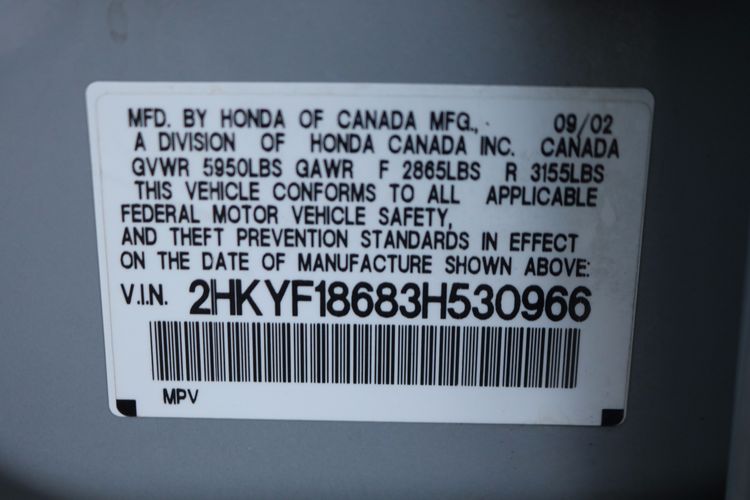 MFD. BY HONDA OF CANADA MFG., 09/02
A DIVISION OF HONDA CANADA INC. CANADA
GVWR 5950LBS GAWR F 2865LBS R 3155LBS
THIS VEHICLE CONFORMS TO ALL APPLICABLE
FEDERAL MOTOR VEHICLE SAFETY,
AND THEFT PREVENTION STANDARDS IN EFFECT
ON THE DATE OF MANUFACTURE SHOWN ABOVE:
V.I.N. 2HKYF18683H530966
MPV